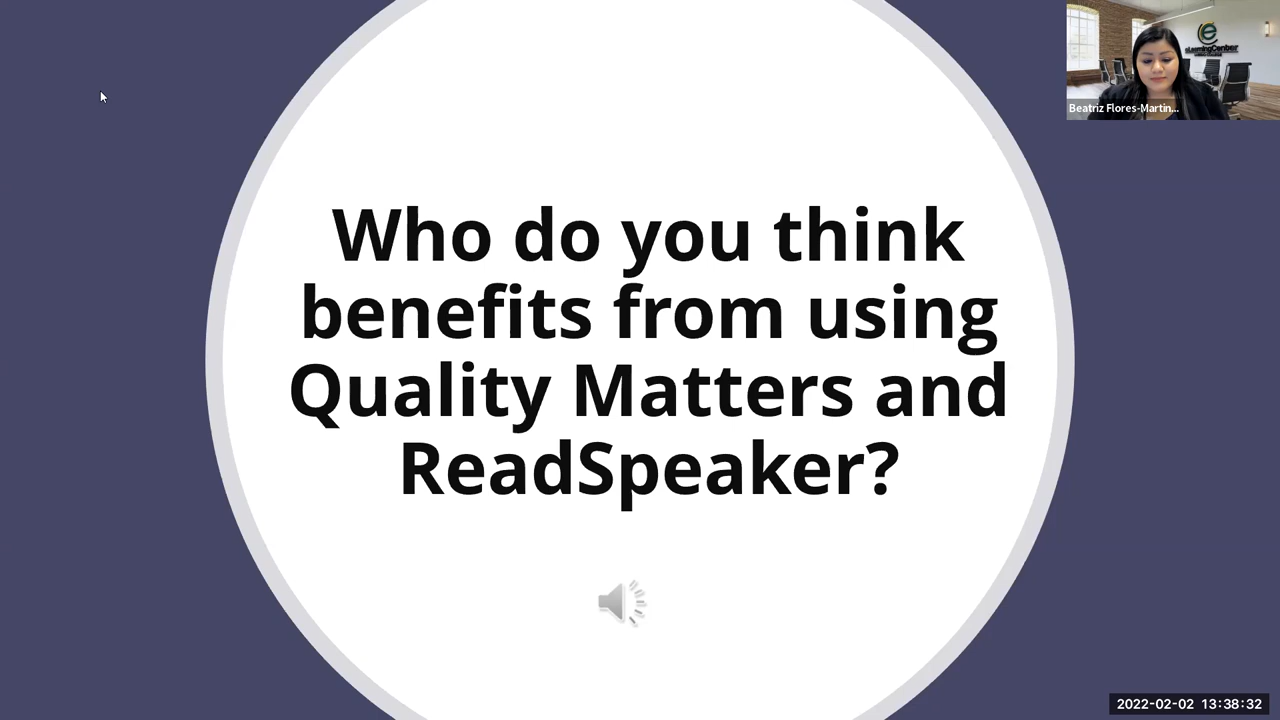 Who do you think
benefits from using
Quality Matters and
ReadSpeaker?
eLearningCenter
Beatriz Flores-Martin...
2022-02-02 13:38:32